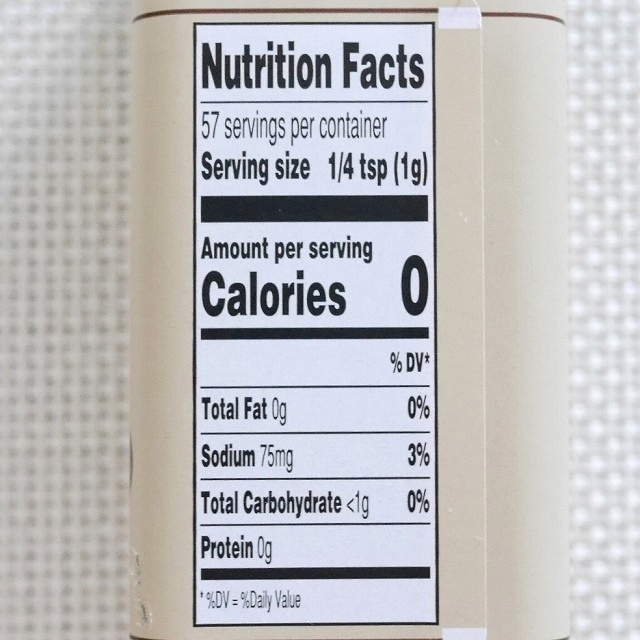 Nutrition Facts
57 servings per container
Serving size 1/4 tsp (1g)
Amount per serving
Calories 0
% DV*
Total Fat 0g 0%
Sodium 75mg 3%
Total Carbohydrate <1g 0%
Protein 0g
* %DV = %Daily Value